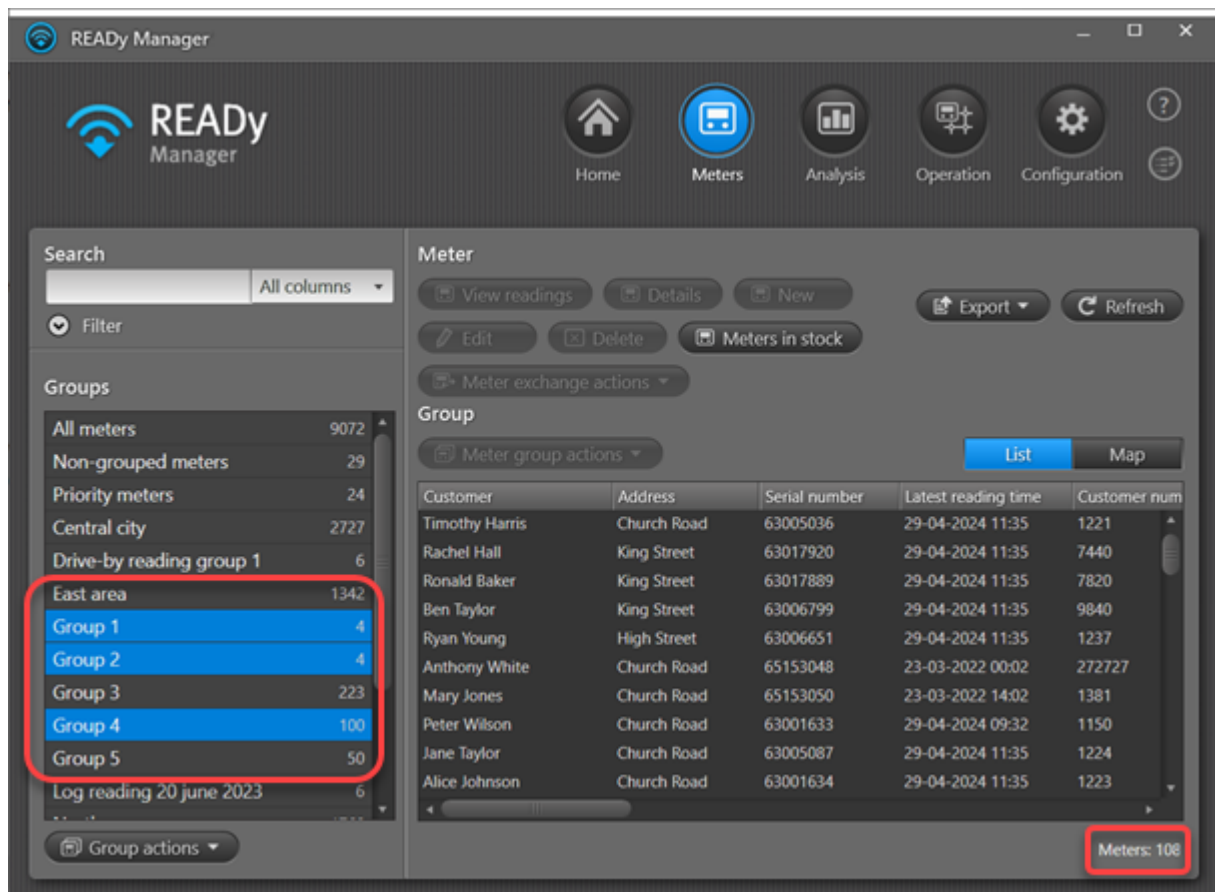 READy Manager
READy
Manager
Home
Meters
Analysis
Operation
Configuration
?
Search
All columns
Filter
Groups
All meters 9072
Non-grouped meters 29
Priority meters 24
Central city 2727
Drive-by reading group 1 6
East area 1342
Group 1 4
Group 2 4
Group 3 223
Group 4 100
Group 5 50
Log reading 20 june 2023 6
Group actions
Meter
View readings
Details
New
Export
Refresh
Edit
Delete
Meters in stock
Meter exchange actions
Group
Meter group actions
List
Map
Customer Address Serial number Latest reading time Customer num
Timothy Harris Church Road 63005036 29-04-2024 11:35 1221
Rachel Hall King Street 63017920 29-04-2024 11:35 7440
Ronald Baker King Street 63017889 29-04-2024 11:35 7820
Ben Taylor King Street 63006799 29-04-2024 11:35 9840
Ryan Young High Street 63006651 29-04-2024 11:35 1237
Anthony White Church Road 65153048 23-03-2022 00:02 272727
Mary Jones Church Road 65153050 23-03-2022 14:02 1381
Peter Wilson Church Road 63001633 29-04-2024 09:32 1150
Jane Taylor Church Road 63005087 29-04-2024 11:35 1224
Alice Johnson Church Road 63001634 29-04-2024 11:35 1223
Meters: 108